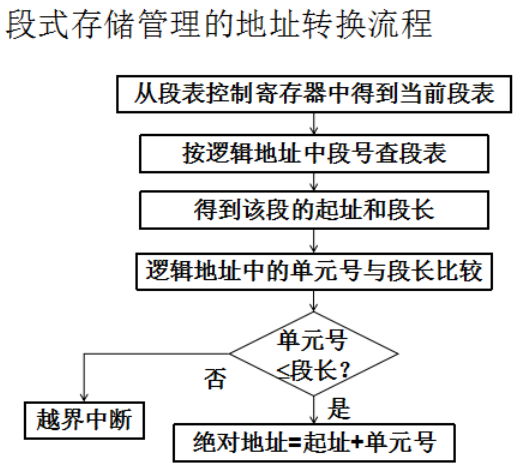 段式存储管理的地址转换流程
从段表控制寄存器中得到当前段表
按逻辑地址中段号查段表
得到该段的起址和段长
逻辑地址中的单元号与段长比较
单元号
≤段长?
否
是
越界中断
绝对地址=起址+单元号